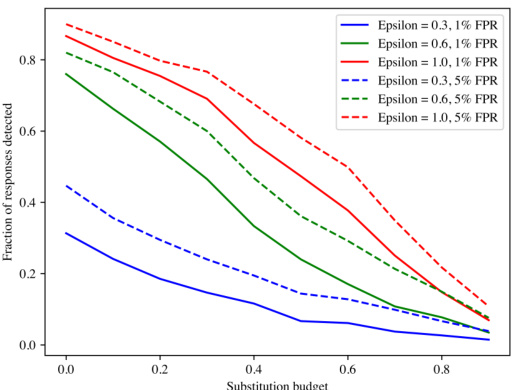 Epsilon = 0.3, 1% FPR
Epsilon = 0.6, 1% FPR
Epsilon = 1.0, 1% FPR
Epsilon = 0.3, 5% FPR
Epsilon = 0.6, 5% FPR
Epsilon = 1.0, 5% FPR
Fraction of responses detected
0.8
0.6
0.4
0.2
0.0
0.0 0.2 0.4 0.6 0.8
Substitution budget